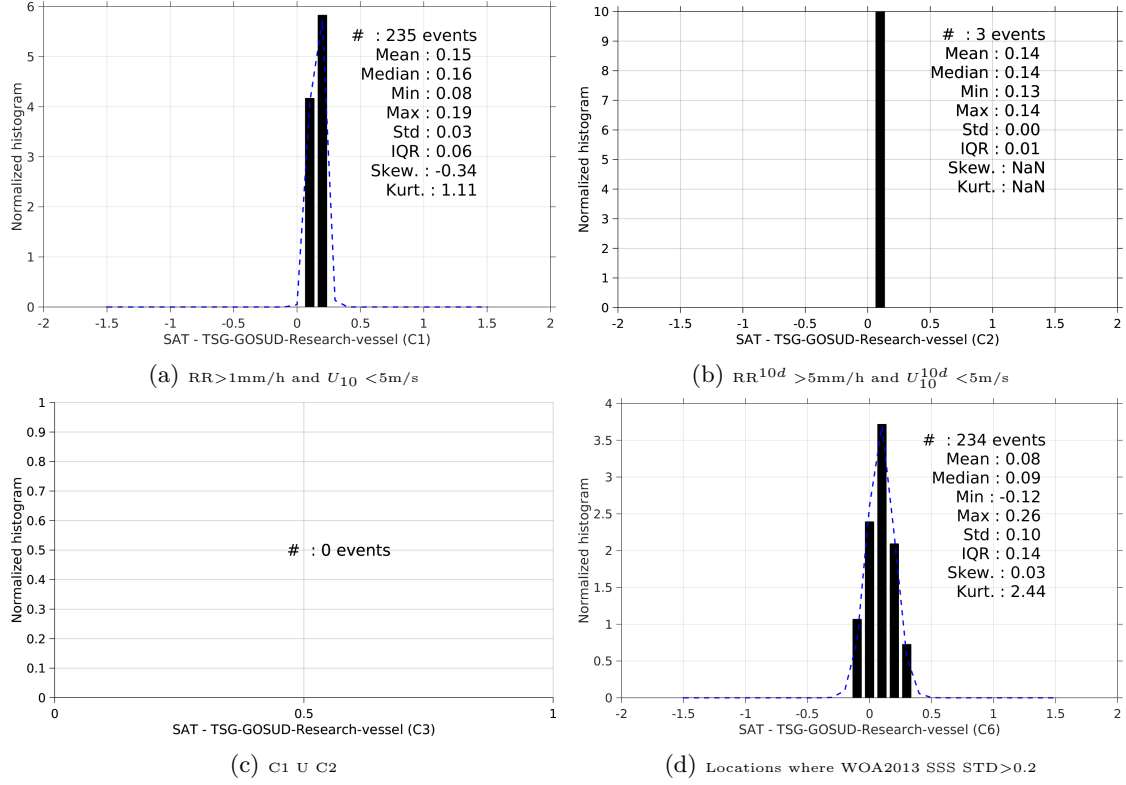 6
5
4
3
2
1
0
Normalized histogram
# : 235 events
Mean : 0.15
Median : 0.16
Min : 0.08
Max : 0.19
Std : 0.03
IQR : 0.06
Skew. : -0.34
Kurt. : 1.11
-2 -1.5 -1 -0.5 0 0.5 1 1.5 2
SAT - TSG-GOSUD-Research-vessel (C1)
(a) RR>1mm/h and U10 <5m/s
10
9
8
7
6
5
4
3
2
1
0
Normalized histogram
# : 3 events
Mean : 0.14
Median : 0.14
Min : 0.13
Max : 0.14
Std : 0.00
IQR : 0.01
Skew. : NaN
Kurt. : NaN
-2 -1.5 -1 -0.5 0 0.5 1 1.5 2
SAT - TSG-GOSUD-Research-vessel (C2)
(b) RR^10d >5mm/h and U10^10d <5m/s
1
0.9
0.8
0.7
0.6
0.5
0.4
0.3
0.2
0.1
0
Normalized histogram
# : 0 events
0 0.5 1
SAT - TSG-GOSUD-Research-vessel (C3)
(c) C1 U C2
4
3.5
3
2.5
2
1.5
1
0.5
0
Normalized histogram
# : 234 events
Mean : 0.08
Median : 0.09
Min : -0.12
Max : 0.26
Std : 0.10
IQR : 0.14
Skew. : 0.03
Kurt. : 2.44
-2 -1.5 -1 -0.5 0 0.5 1 1.5 2
SAT - TSG-GOSUD-Research-vessel (C6)
(d) Locations where WOA2013 SSS STD>0.2